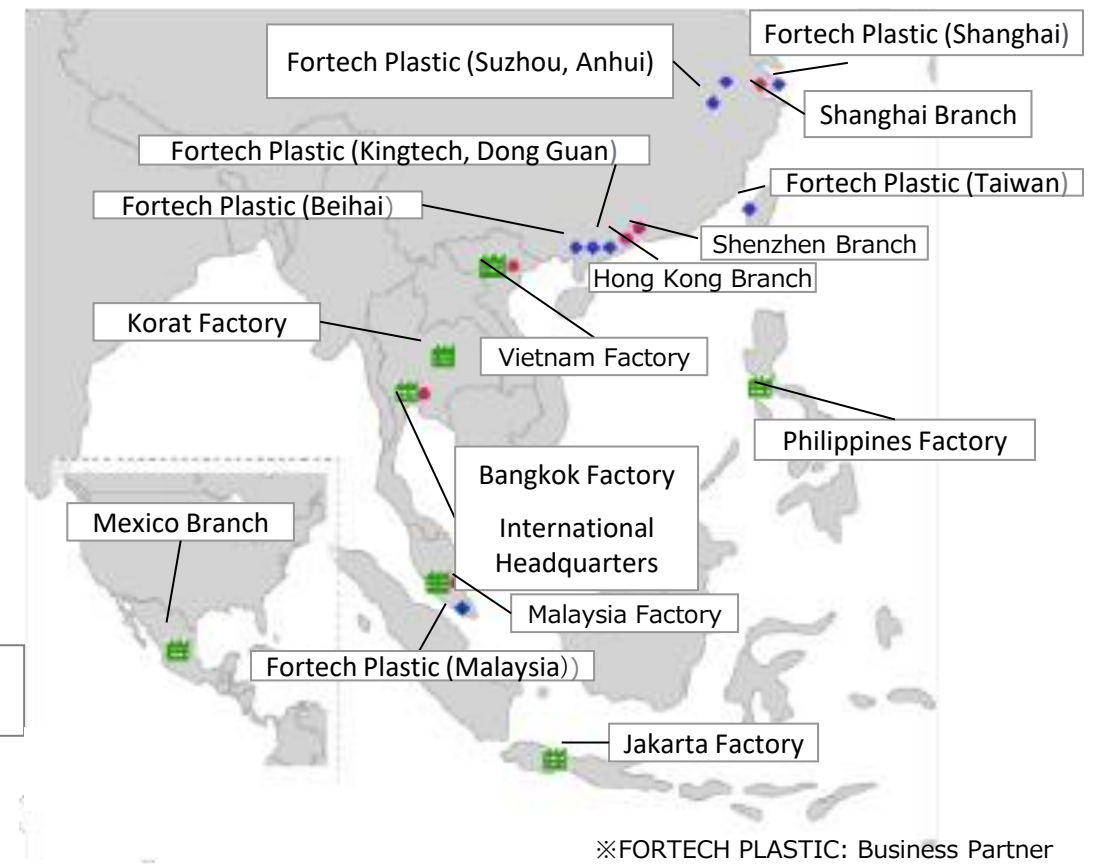 Fortech Plastic (Shanghai)
Fortech Plastic (Suzhou, Anhui)
Shanghai Branch
Fortech Plastic (Kingtech, Dong Guan)
Fortech Plastic (Taiwan)
Fortech Plastic (Beihai)
Shenzhen Branch
Hong Kong Branch
Korat Factory
Vietnam Factory
Philippines Factory
Bangkok Factory
International
Headquarters
Mexico Branch
Malaysia Factory
Fortech Plastic (Malaysia))
Jakarta Factory
※FORTECH PLASTIC: Business Partner